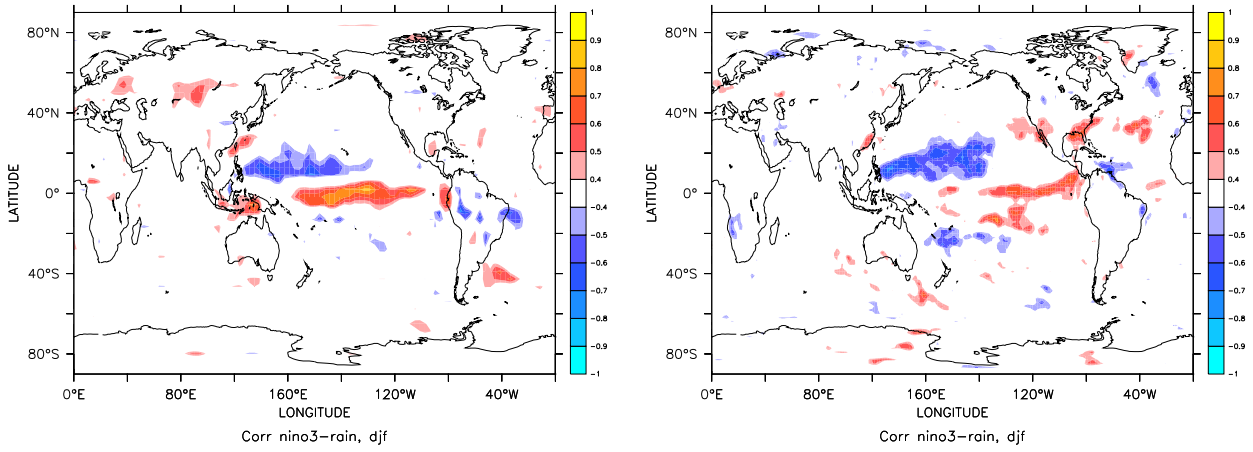 80°N
40°N
0°
40°S
80°S
LATITUDE
0°E
80°E
160°E
120°W
40°W
LONGITUDE
Corr nino3-rain, djf
1
0.9
0.8
0.7
0.6
0.5
0.4
-0.4
-0.5
-0.6
-0.7
-0.8
-0.9
-1
80°N
40°N
0°
40°S
80°S
LATITUDE
0°E
80°E
160°E
120°W
40°W
LONGITUDE
Corr nino3-rain, djf
1
0.9
0.8
0.7
0.6
0.5
0.4
-0.4
-0.5
-0.6
-0.7
-0.8
-0.9
-1